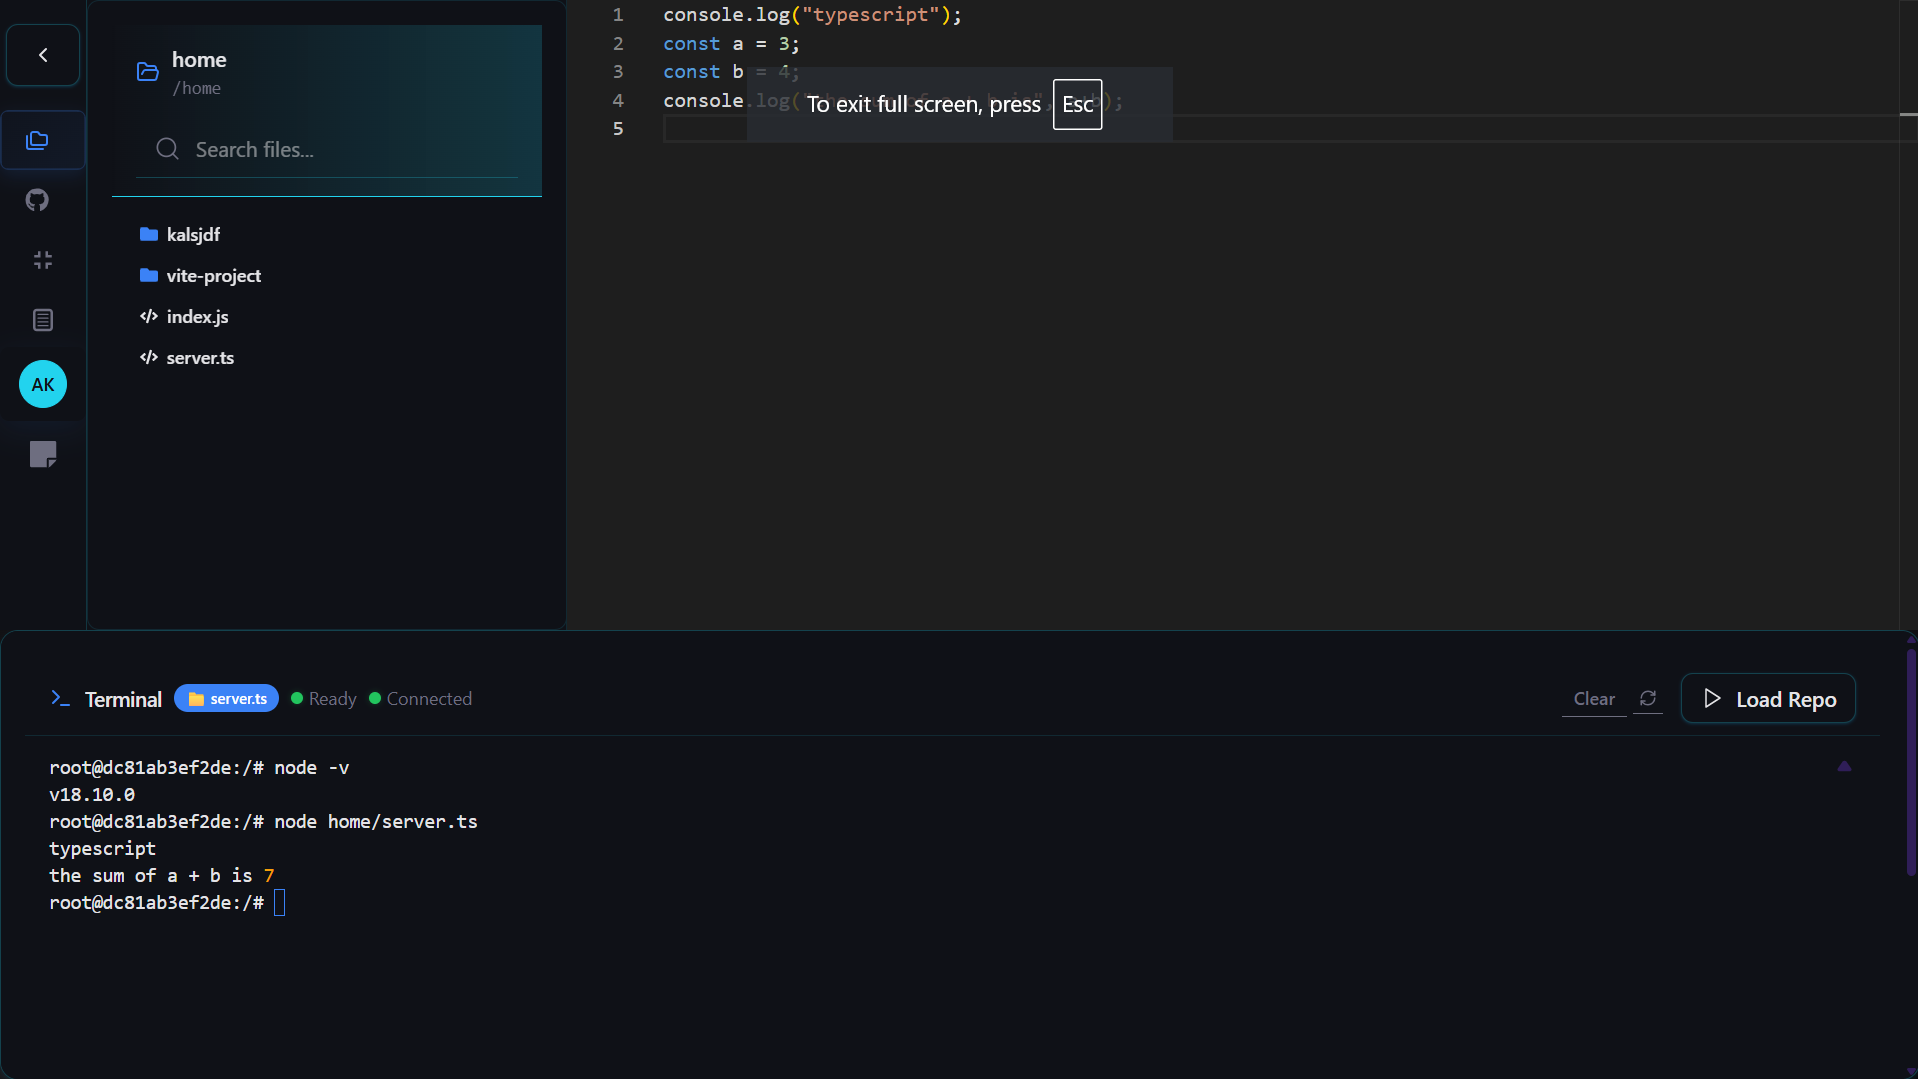 home
/home
Search files...
kalsjdf
vite-project
index.js
server.ts
AK
1 console.log("typescript");
2 const a = 3;
3 const b = 4;
4 console.log(
5
To exit full screen, press Esc
Terminal server.ts Ready Connected Clear Load Repo
root@dc81ab3ef2de:/# node -v
v18.10.0
root@dc81ab3ef2de:/# node home/server.ts
typescript
the sum of a + b is 7
root@dc81ab3ef2de:/#